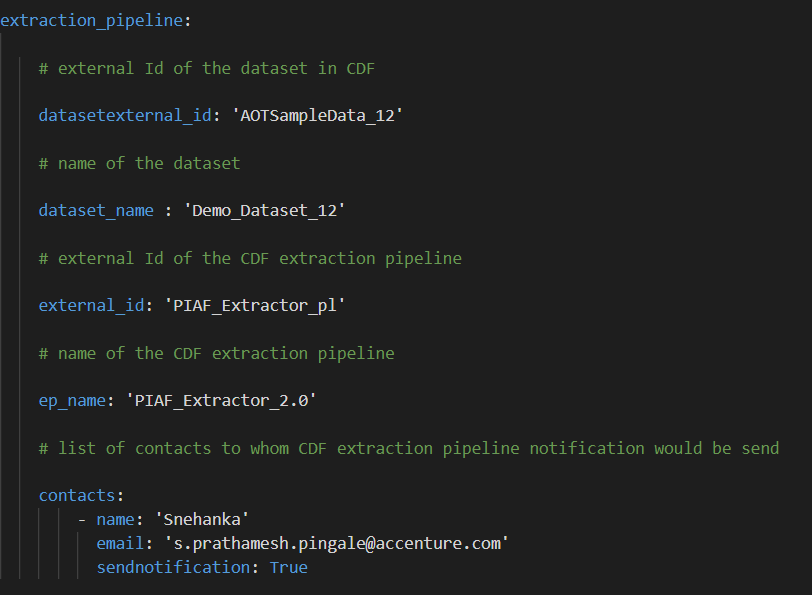 extraction_pipeline:
# external Id of the dataset in CDF
datasetexternal_id: 'AOTSampleData_12'
# name of the dataset
dataset_name : 'Demo_Dataset_12'
# external Id of the CDF extraction pipeline
external_id: 'PIAF_Extractor_pl'
# name of the CDF extraction pipeline
ep_name: 'PIAF_Extractor_2.0'
# list of contacts to whom CDF extraction pipeline notification would be send
contacts:
- name: 'Snehanka'
email: 's.prathamesh.pingale@accenture.com'
sendnotification: True